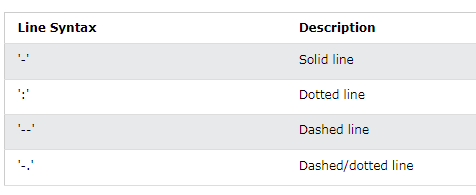 Line Syntax Description
'-' Solid line
':' Dotted line
'--' Dashed line
'-.' Dashed/dotted line